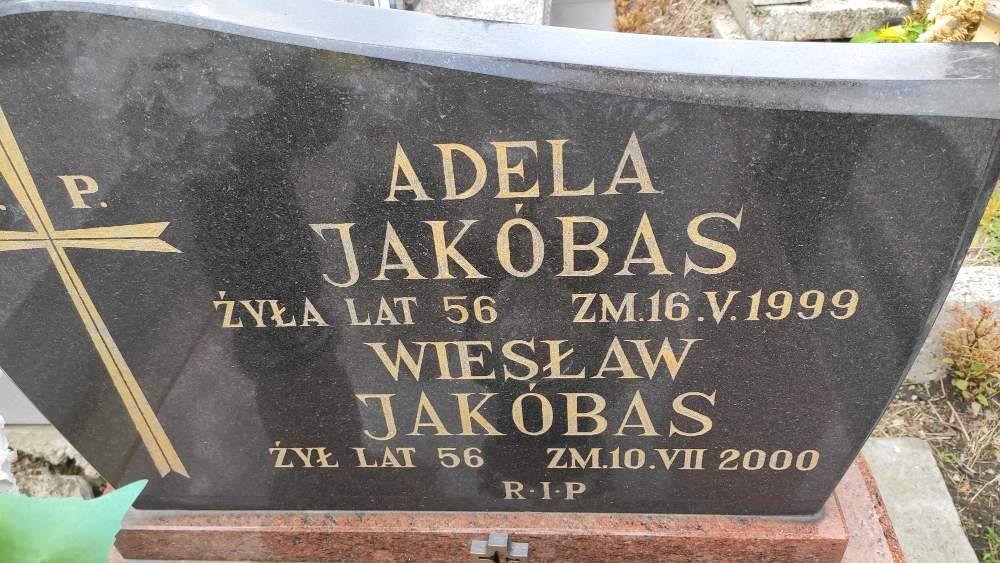 P.
ADELA
JAKÓBAS
ŻYŁA LAT 56 ZM.16.V.1999
WIESŁAW
JAKÓBAS
ŻYŁ LAT 56 ZM.10.VII 2000
R·I·P